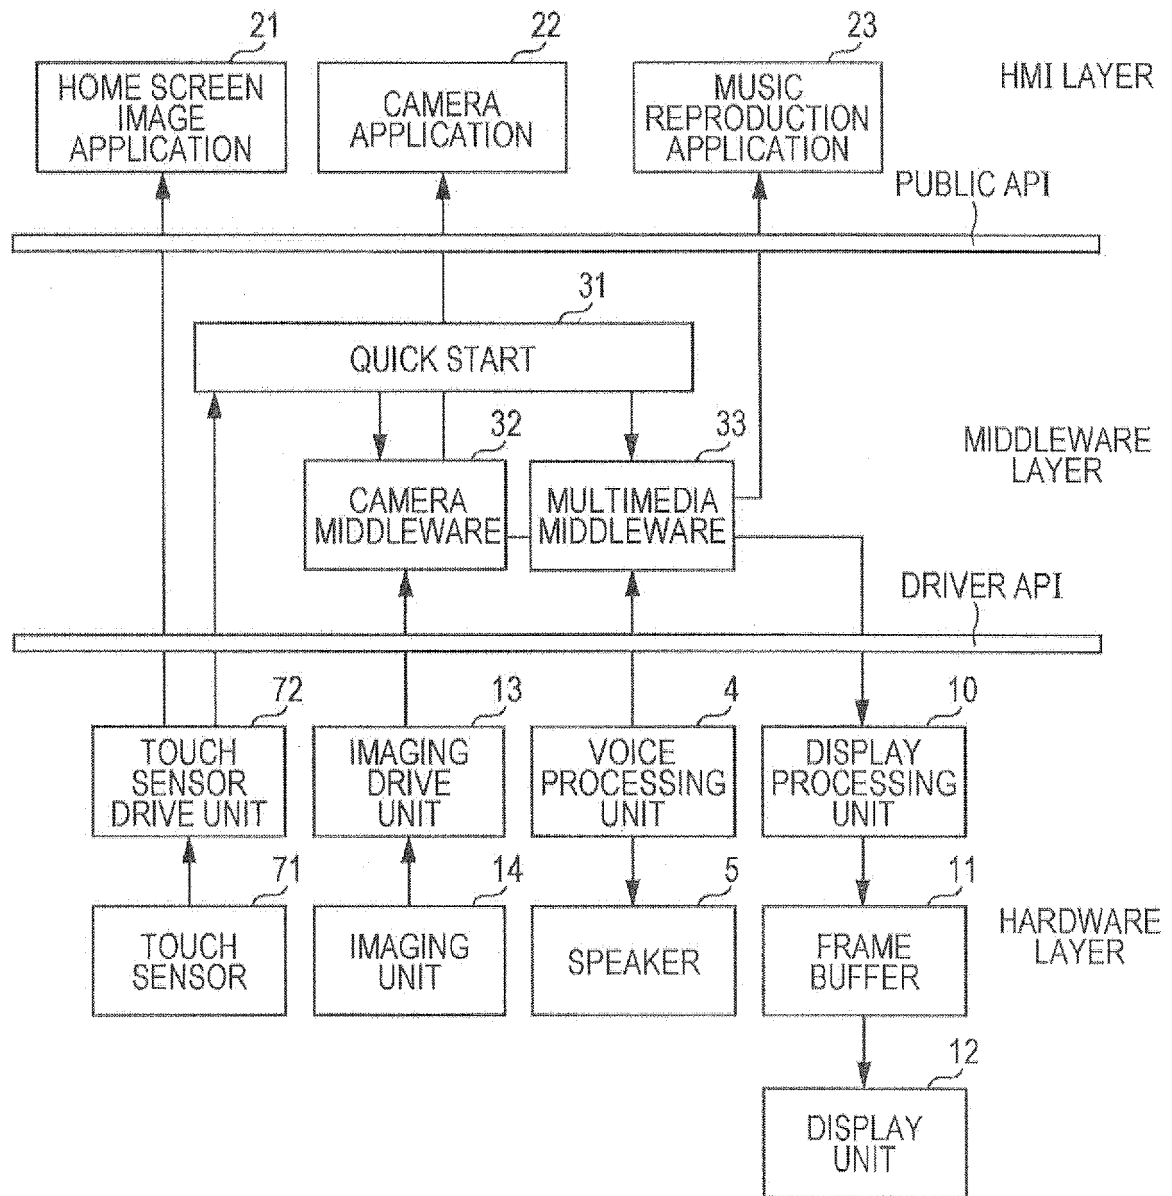 21
22
23
HOME SCREEN
IMAGE
APPLICATION
CAMERA
APPLICATION
MUSIC
REPRODUCTION
APPLICATION
HMI LAYER
PUBLIC API
31
QUICK START
32
33
CAMERA
MIDDLEWARE
MULTIMEDIA
MIDDLEWARE
MIDDLEWARE
LAYER
DRIVER API
72
13
4
10
TOUCH
SENSOR
DRIVE UNIT
IMAGING
DRIVE
UNIT
VOICE
PROCESSING
UNIT
DISPLAY
PROCESSING
UNIT
71
14
5
11
TOUCH
SENSOR
IMAGING
UNIT
SPEAKER
FRAME
BUFFER
HARDWARE
LAYER
12
DISPLAY
UNIT